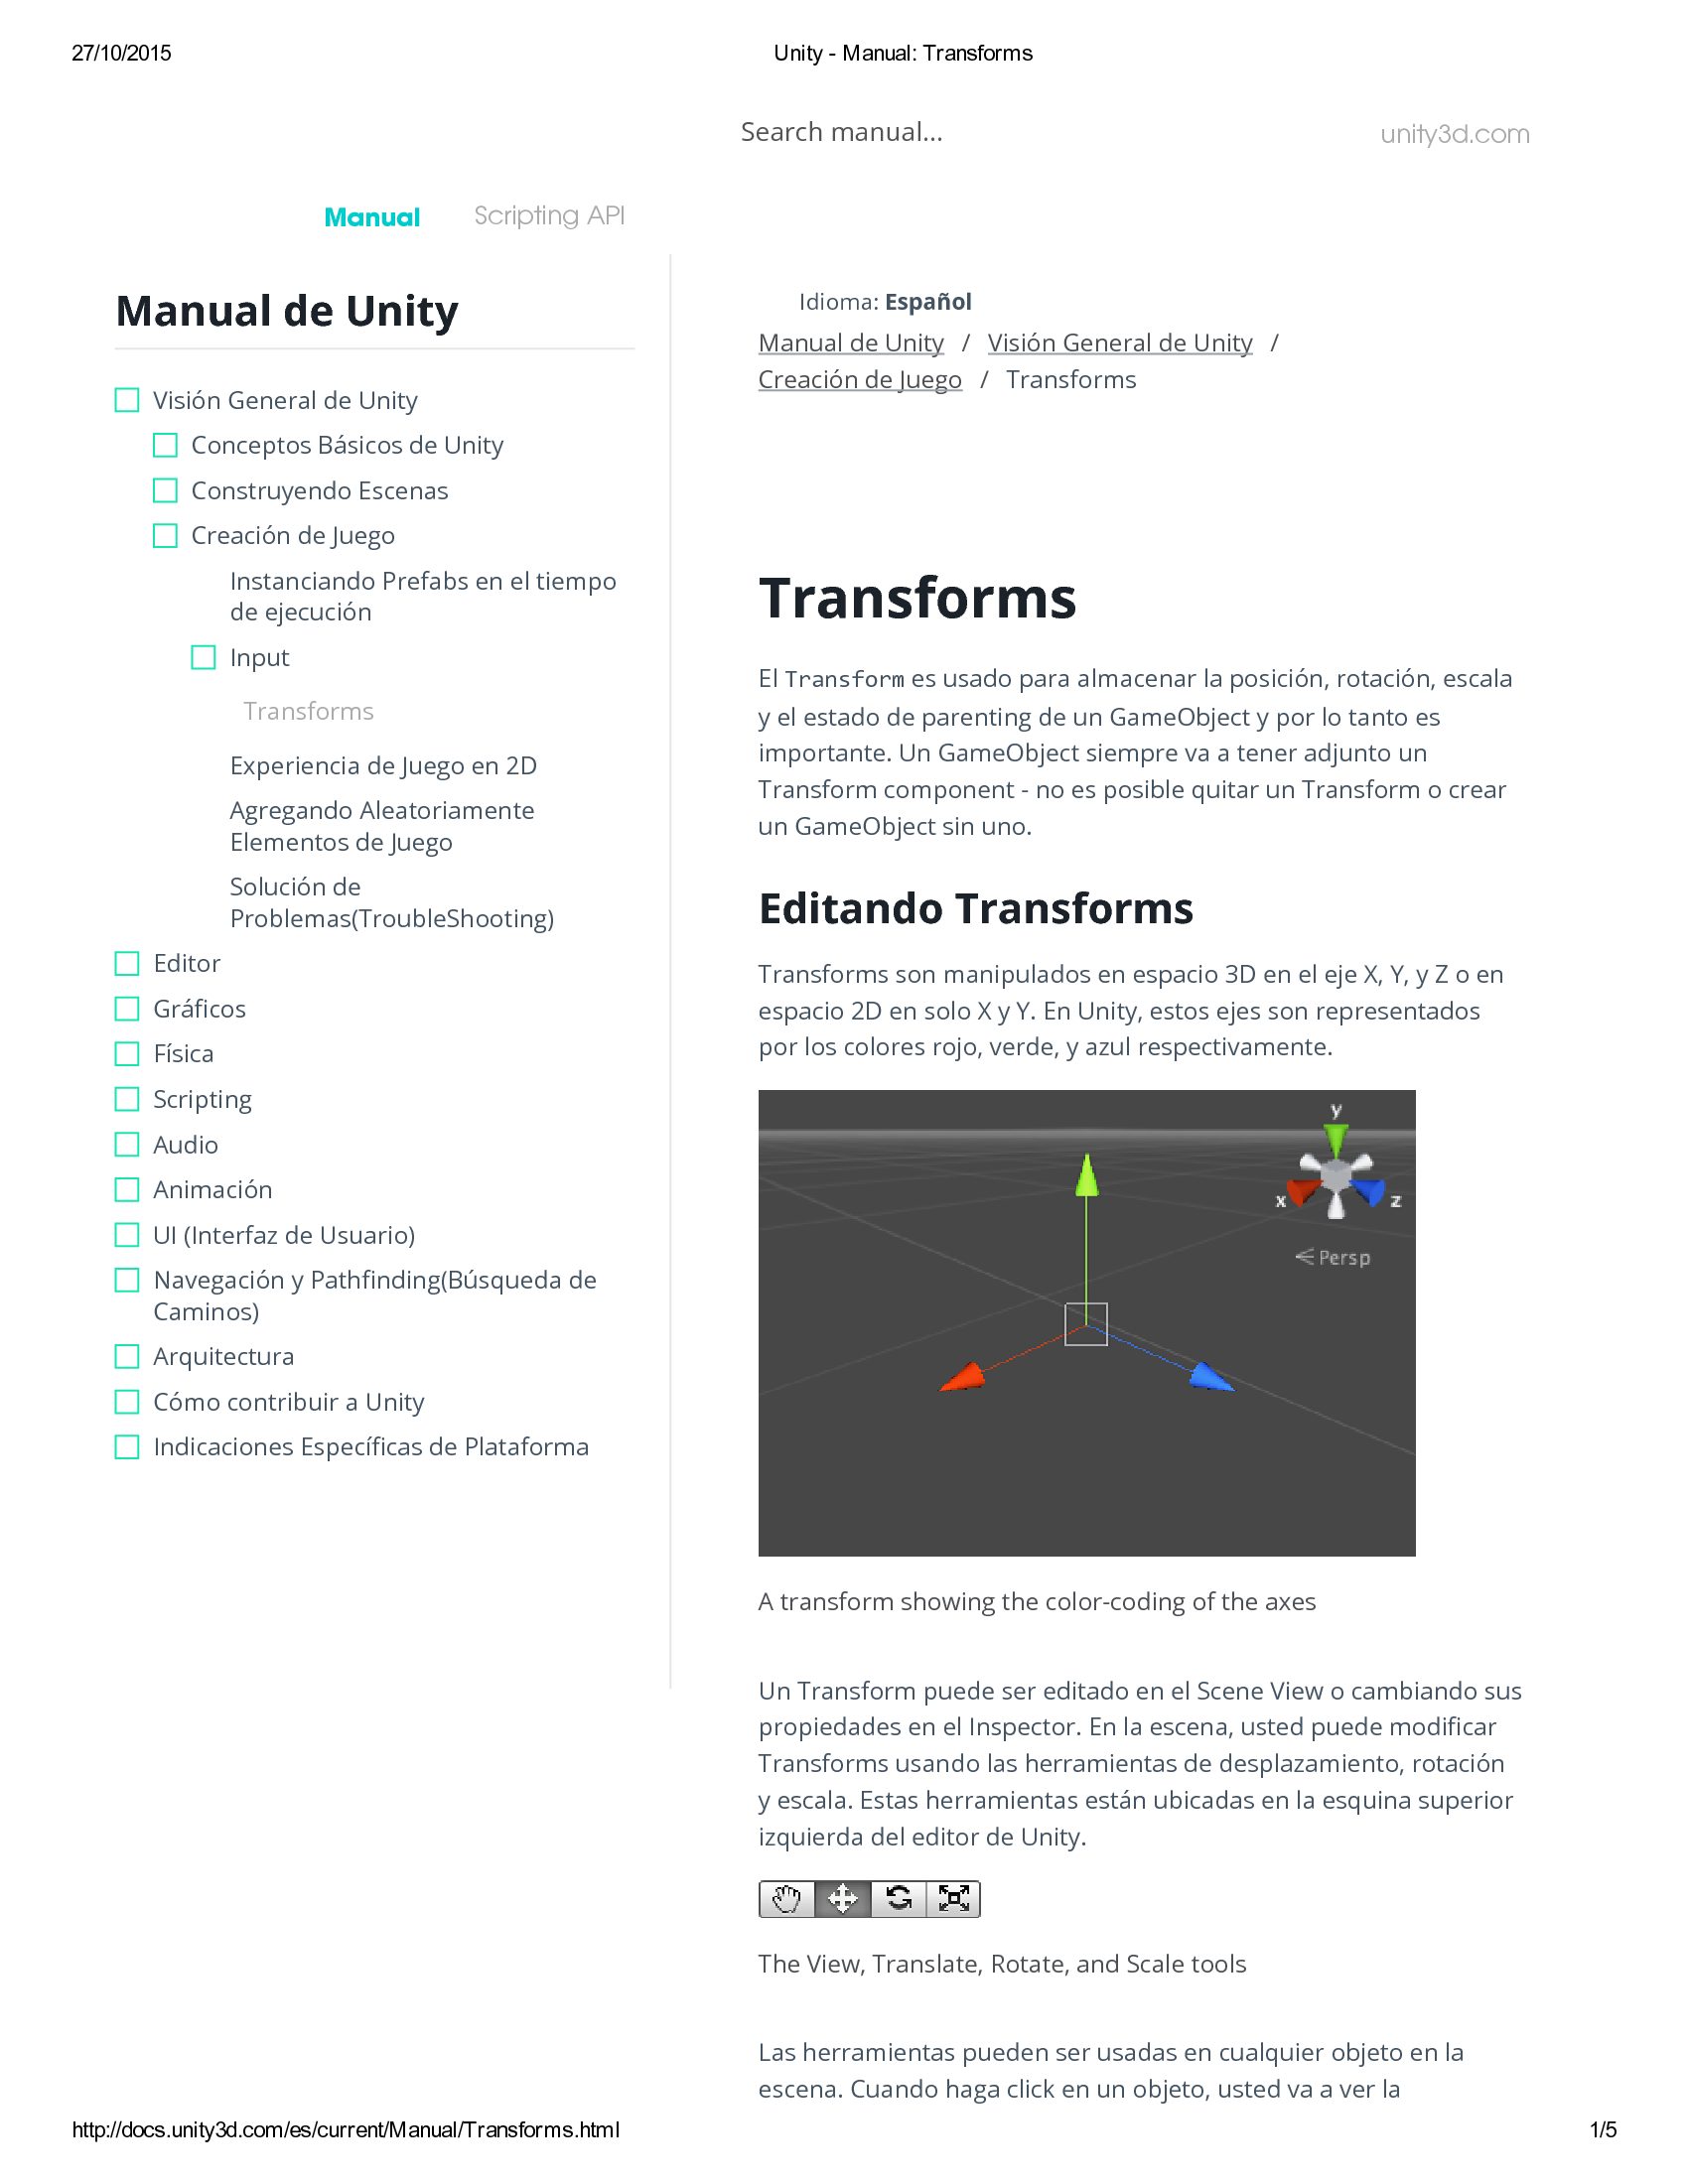 27/10/2015
Unity - Manual: Transforms
Search manual...
unity3d.com
Manual
Scripting API
Manual de Unity
Visión General de Unity
Conceptos Básicos de Unity
Construyendo Escenas
Creación de Juego
Instanciando Prefabs en el tiempo
de ejecución
Input
Transforms
Experiencia de Juego en 2D
Agregando Aleatoriamente
Elementos de Juego
Solución de
Problemas(TroubleShooting)
Editor
Gráficos
Física
Scripting
Audio
Animación
UI (Interfaz de Usuario)
Navegación y Pathfinding(Búsqueda de
Caminos)
Arquitectura
Cómo contribuir a Unity
Indicaciones Específicas de Plataforma
Idioma: Español
Manual de Unity / Visión General de Unity /
Creación de Juego / Transforms
Transforms
El Transform es usado para almacenar la posición, rotación, escala
y el estado de parenting de un GameObject y por lo tanto es
importante. Un GameObject siempre va a tener adjunto un
Transform component - no es posible quitar un Transform o crear
un GameObject sin uno.
Editando Transforms
Transforms son manipulados en espacio 3D en el eje X, Y, y Z o en
espacio 2D en solo X y Y. En Unity, estos ejes son representados
por los colores rojo, verde, y azul respectivamente.
y
x
z
Persp
A transform showing the color-coding of the axes
Un Transform puede ser editado en el Scene View o cambiando sus
propiedades en el Inspector. En la escena, usted puede modificar
Transforms usando las herramientas de desplazamiento, rotación
y escala. Estas herramientas están ubicadas en la esquina superior
izquierda del editor de Unity.
The View, Translate, Rotate, and Scale tools
Las herramientas pueden ser usadas en cualquier objeto en la
escena. Cuando haga click en un objeto, usted va a ver la
http://docs.unity3d.com/es/current/Manual/Transforms.html
1/5